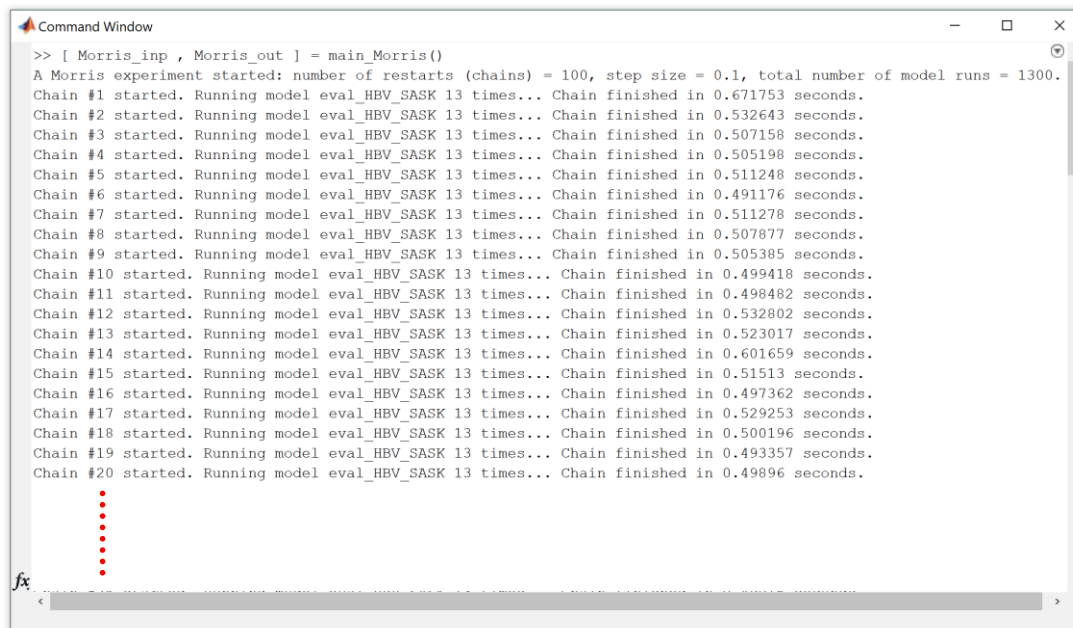 Command Window
>> [ Morris_inp , Morris_out ] = main_Morris()
A Morris experiment started: number of restarts (chains) = 100, step size = 0.1, total number of model runs = 1300.
Chain #1 started. Running model eval_HBV_SASK 13 times... Chain finished in 0.671753 seconds.
Chain #2 started. Running model eval_HBV_SASK 13 times... Chain finished in 0.532643 seconds.
Chain #3 started. Running model eval_HBV_SASK 13 times... Chain finished in 0.507158 seconds.
Chain #4 started. Running model eval_HBV_SASK 13 times... Chain finished in 0.505198 seconds.
Chain #5 started. Running model eval_HBV_SASK 13 times... Chain finished in 0.511248 seconds.
Chain #6 started. Running model eval_HBV_SASK 13 times... Chain finished in 0.491176 seconds.
Chain #7 started. Running model eval_HBV_SASK 13 times... Chain finished in 0.511278 seconds.
Chain #8 started. Running model eval_HBV_SASK 13 times... Chain finished in 0.507877 seconds.
Chain #9 started. Running model eval_HBV_SASK 13 times... Chain finished in 0.505385 seconds.
Chain #10 started. Running model eval_HBV_SASK 13 times... Chain finished in 0.499418 seconds.
Chain #11 started. Running model eval_HBV_SASK 13 times... Chain finished in 0.498482 seconds.
Chain #12 started. Running model eval_HBV_SASK 13 times... Chain finished in 0.532802 seconds.
Chain #13 started. Running model eval_HBV_SASK 13 times... Chain finished in 0.523017 seconds.
Chain #14 started. Running model eval_HBV_SASK 13 times... Chain finished in 0.601659 seconds.
Chain #15 started. Running model eval_HBV_SASK 13 times... Chain finished in 0.51513 seconds.
Chain #16 started. Running model eval_HBV_SASK 13 times... Chain finished in 0.497362 seconds.
Chain #17 started. Running model eval_HBV_SASK 13 times... Chain finished in 0.529253 seconds.
Chain #18 started. Running model eval_HBV_SASK 13 times... Chain finished in 0.500196 seconds.
Chain #19 started. Running model eval_HBV_SASK 13 times... Chain finished in 0.493357 seconds.
Chain #20 started. Running model eval_HBV_SASK 13 times... Chain finished in 0.49896 seconds.
fx